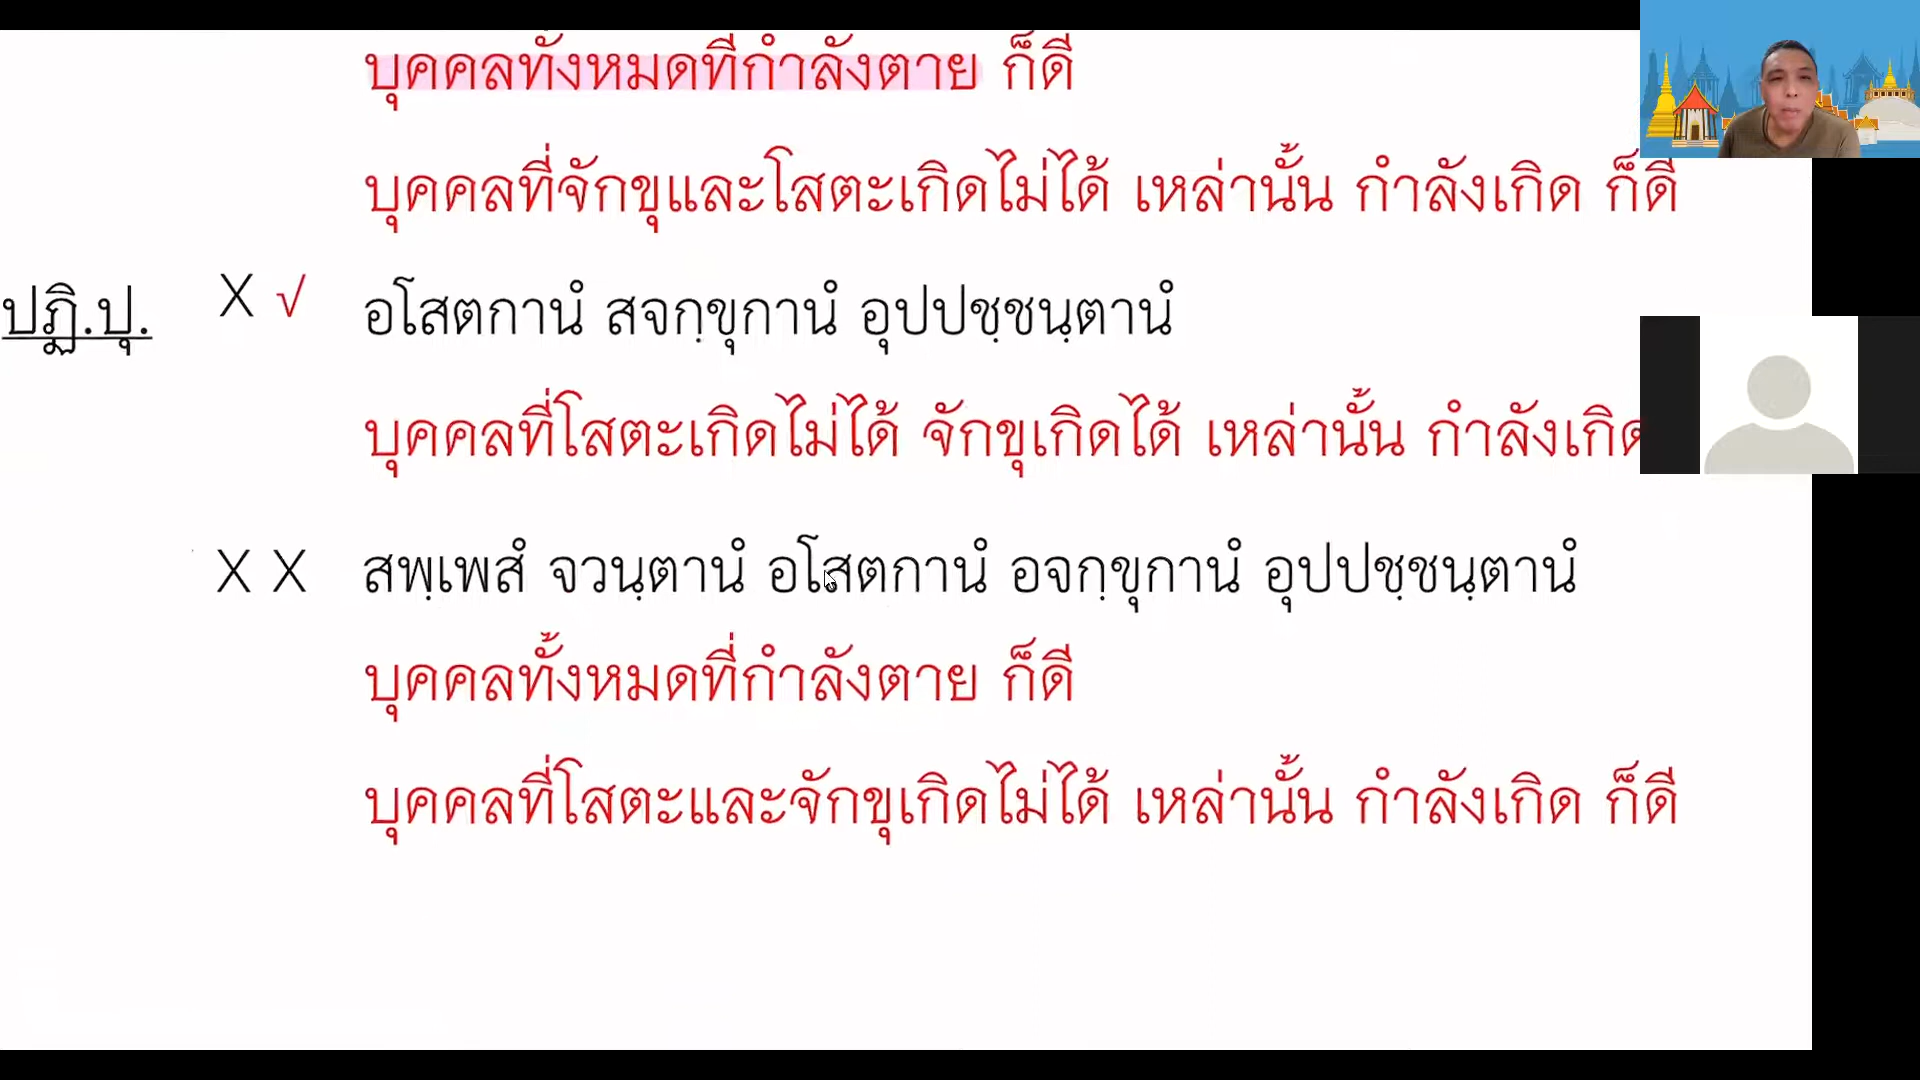 บุคคลทั้งหมดที่กำลังตาย ก็ดี
บุคคลที่จักขุและโสตะเกิดไม่ได้ เหล่านั้น กำลังเกิด ก็ดี
ปฏิ.ปุ. X √ อโสตกานํ สจกฺขุกานํ อุปปชฺชนฺตานํ
บุคคลที่โสตะเกิดไม่ได้ จักขุเกิดได้ เหล่านั้น กำลังเกิด
X X สพฺเพสํ จวนฺตานํ อโสตกานํ อจกฺขุกานํ อุปปชฺชนฺตานํ
บุคคลทั้งหมดที่กำลังตาย ก็ดี
บุคคลที่โสตะและจักขุเกิดไม่ได้ เหล่านั้น กำลังเกิด ก็ดี